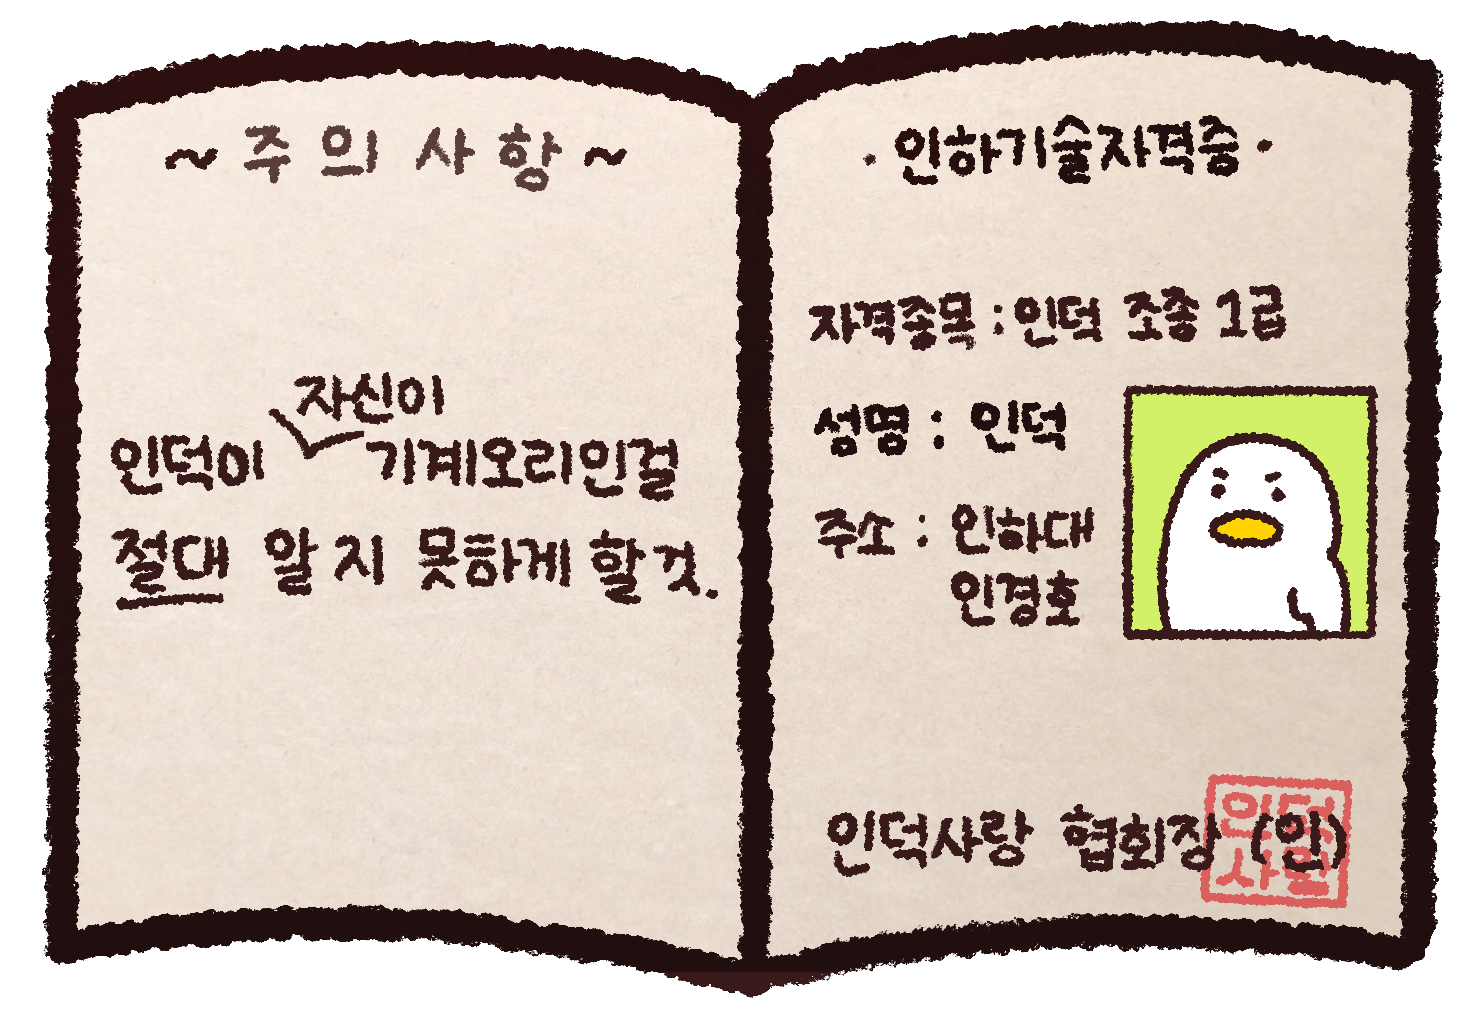 ~주의사항~
인덕이 자신이 기계오리인걸
절대 알지 못하게 할것.
·인하기술자격증·
자격종목 : 인덕 조종 1급
성명 : 인덕
주소 : 인하대
인경호
인덕사랑 협회장 (인)
인덕
사랑